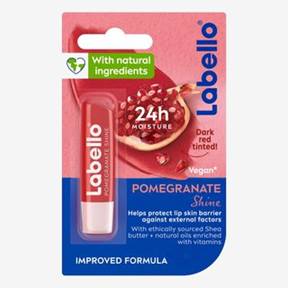 With natural
ingredients
Labello
24h
MOISTURE
Dark
red
tinted!
Vegan*
POMEGRANATE
Shine
Helps protect lip skin barrier
against external factors
With ethically sourced Shea
butter + natural oils enriched
with vitamins
IMPROVED FORMULA
Labello
POMEGRANATE SHINE